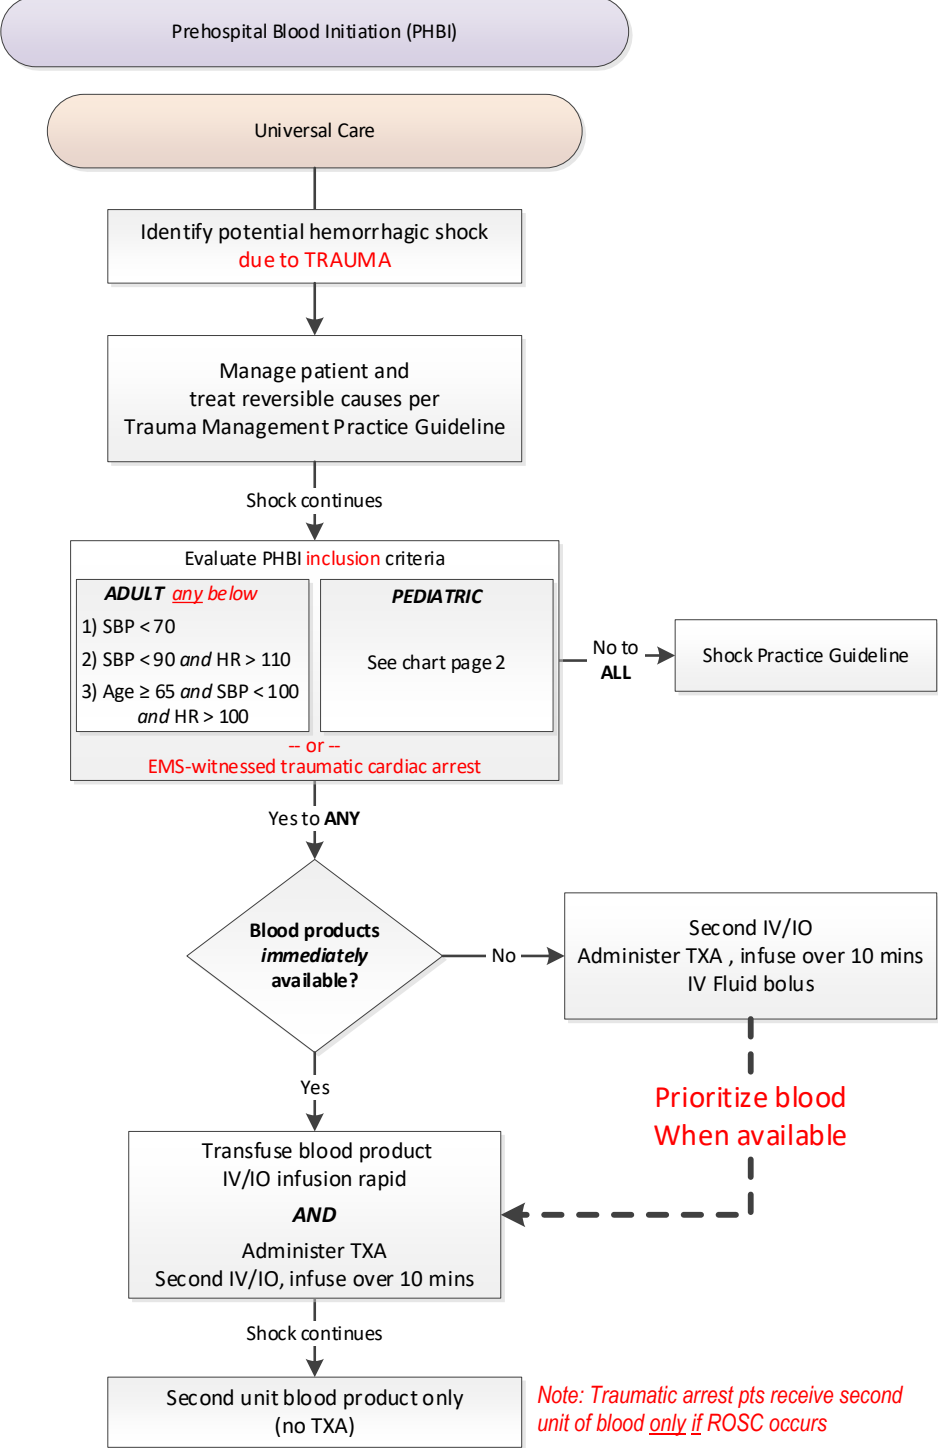 Prehospital Blood Initiation (PHBI)
Universal Care
Identify potential hemorrhagic shock
due to TRAUMA
Manage patient and
treat reversible causes per
Trauma Management Practice Guideline
Shock continues
Evaluate PHBI inclusion criteria
ADULT any below
1) SBP < 70
2) SBP < 90 and HR > 110
3) Age ≥ 65 and SBP < 100
and HR > 100
PEDIATRIC
See chart page 2
-- or --
EMS-witnessed traumatic cardiac arrest
No to
ALL
Shock Practice Guideline
Yes to ANY
Blood products
immediately
available?
No
Second IV/IO
Administer TXA , infuse over 10 mins
IV Fluid bolus
Prioritize blood
When available
Yes
Transfuse blood product
IV/IO infusion rapid
AND
Administer TXA
Second IV/IO, infuse over 10 mins
Shock continues
Second unit blood product only
(no TXA)
Note: Traumatic arrest pts receive second
unit of blood only if ROSC occurs